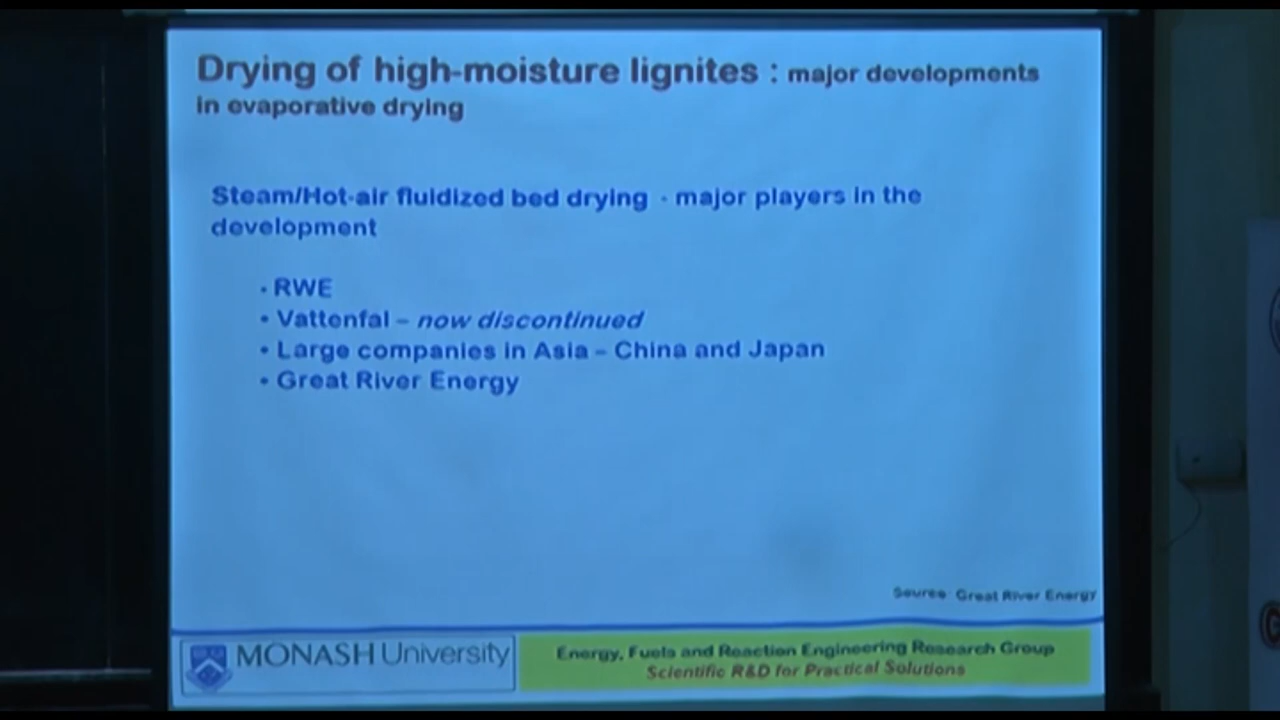 Drying of high-moisture lignites : major developments
in evaporative drying
Steam/Hot-air fluidized bed drying - major players in the
development
• RWE
• Vattenfal – now discontinued
• Large companies in Asia – China and Japan
• Great River Energy
Source Great River Energy
MONASH University
Energy, Fuels and Reaction Engineering Research Group
Scientific R&D for Practical Solutions